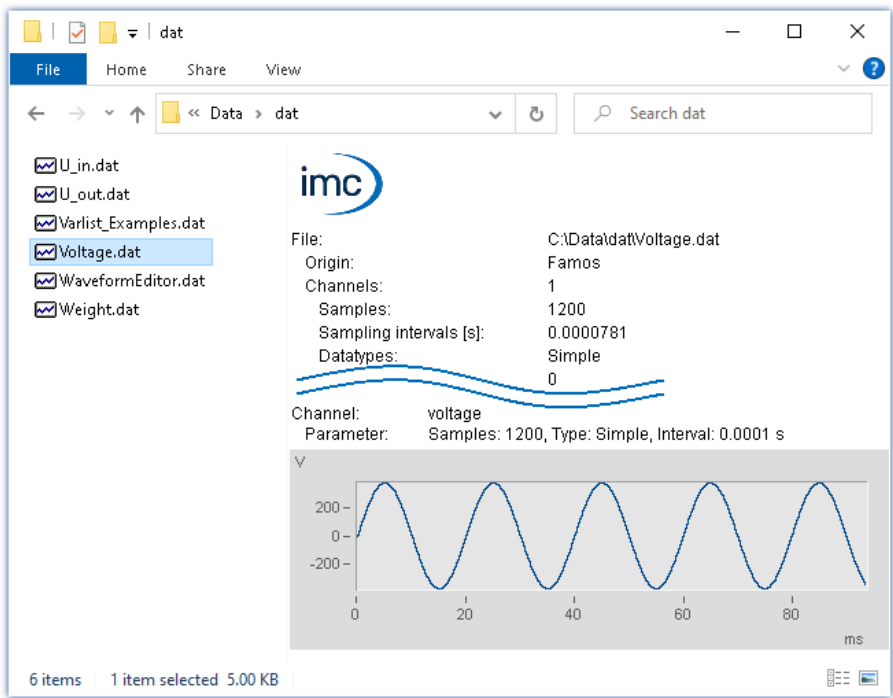 dat
File Home Share View
?
« Data > dat
Search dat
U_in.dat
U_out.dat
Varlist_Examples.dat
Voltage.dat
WaveformEditor.dat
Weight.dat
imc
File: C:\Data\dat\Voltage.dat
Origin: Famos
Channels: 1
Samples: 1200
Sampling intervals [s]: 0.0000781
Datatypes: Simple
0
Channel: voltage
Parameter: Samples: 1200, Type: Simple, Interval: 0.0001 s
V
200
0
-200
0 20 40 60 80
ms
6 items 1 item selected 5.00 KB